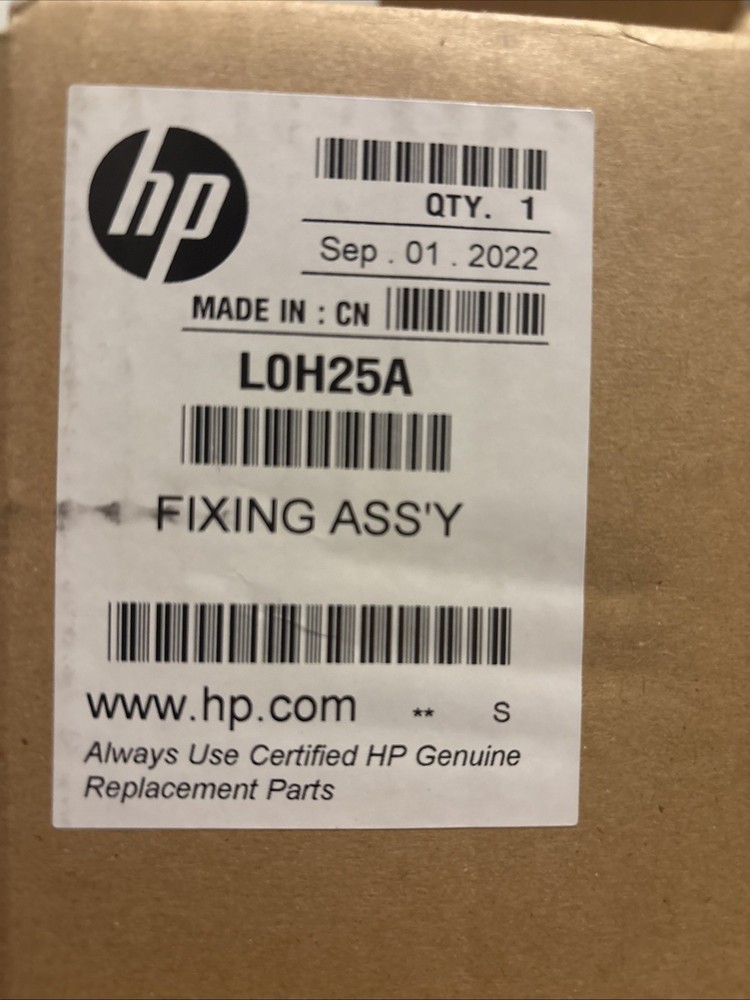 hp
QTY. 1
Sep . 01 . 2022
MADE IN : CN
L0H25A
FIXING ASS'Y
www.hp.com ** S
Always Use Certified HP Genuine
Replacement Parts